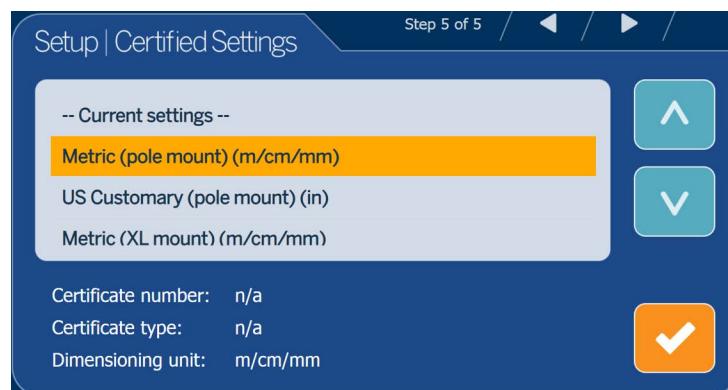 Step 5 of 5
Setup | Certified Settings
-- Current settings --
Metric (pole mount) (m/cm/mm)
US Customary (pole mount) (in)
Metric (XL mount) (m/cm/mm)
Certificate number: n/a
Certificate type: n/a
Dimensioning unit: m/cm/mm